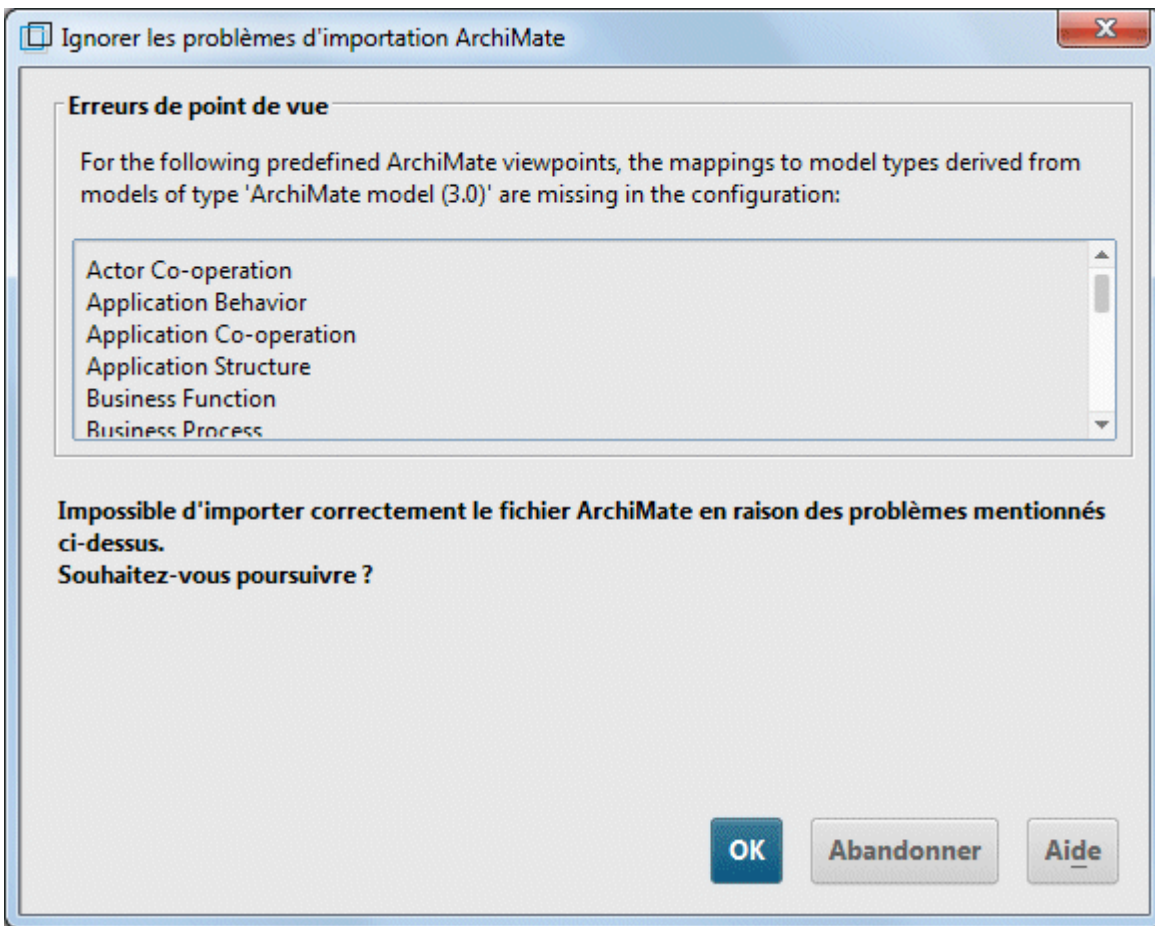 Ignorer les problèmes d'importation ArchiMate
Erreurs de point de vue
For the following predefined ArchiMate viewpoints, the mappings to model types derived from
models of type 'ArchiMate model (3.0)' are missing in the configuration:
Actor Co-operation
Application Behavior
Application Co-operation
Application Structure
Business Function
Business Process
Impossible d'importer correctement le fichier ArchiMate en raison des problèmes mentionnés
ci-dessus.
Souhaitez-vous poursuivre ?
OK Abandonner Aide